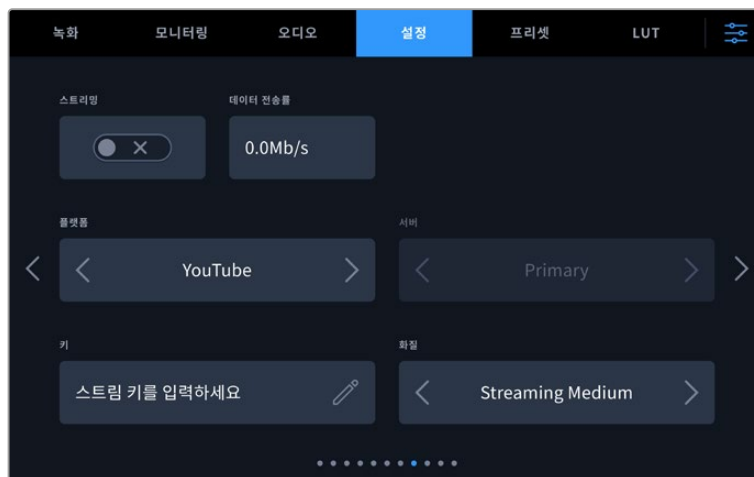 녹화 모니터링 오디오 설정 프리셋 LUT
스트리밍 데이터 전송률
0.0Mb/s
플랫폼 서버
YouTube Primary
키 화질
스트림 키를 입력하세요 Streaming Medium